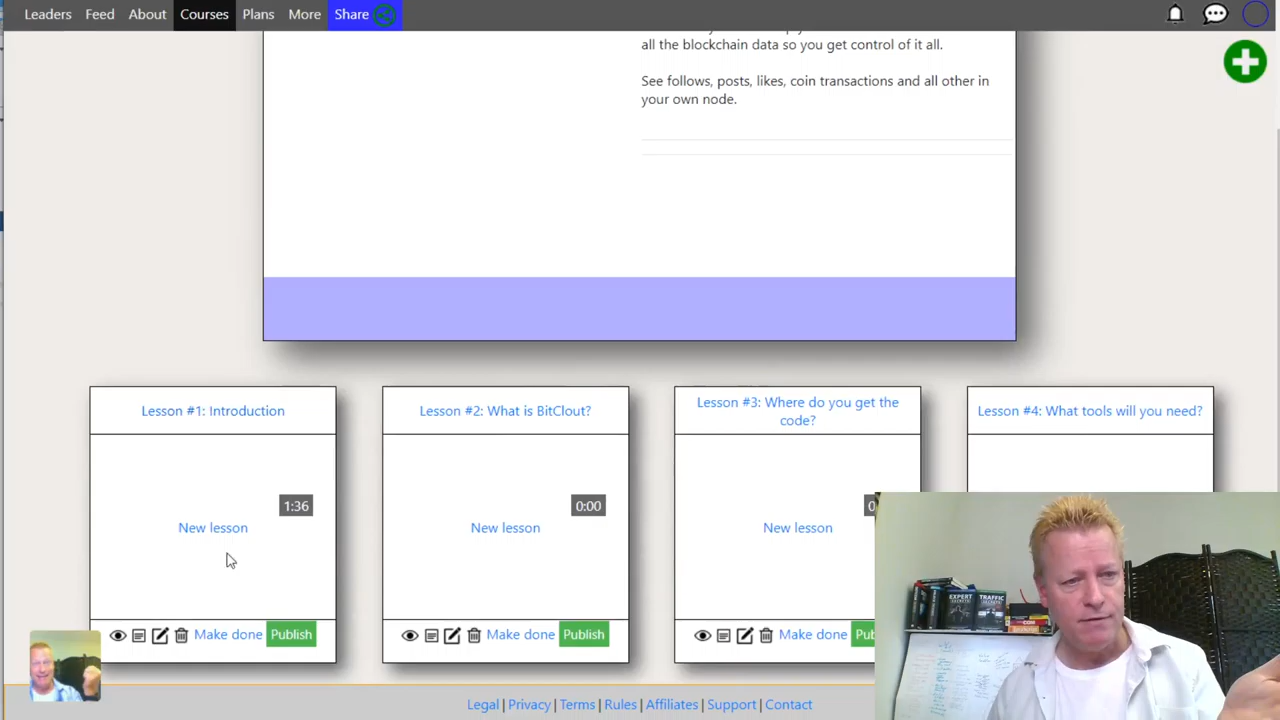 Leaders Feed About Courses Plans More Share
all the blockchain data so you get control of it all.
See follows, posts, likes, coin transactions and all other in
your own node.
Lesson #1: Introduction
Lesson #2: What is BitClout?
Lesson #3: Where do you get the
code?
Lesson #4: What tools will you need?
1:36
0:00
New lesson
New lesson
New lesson
EXPERT
SECRETS
TRAFFIC
SECRETS
Make done Publish
Make done Publish
Make done
Legal | Privacy | Terms | Rules | Affiliates | Support | Contact